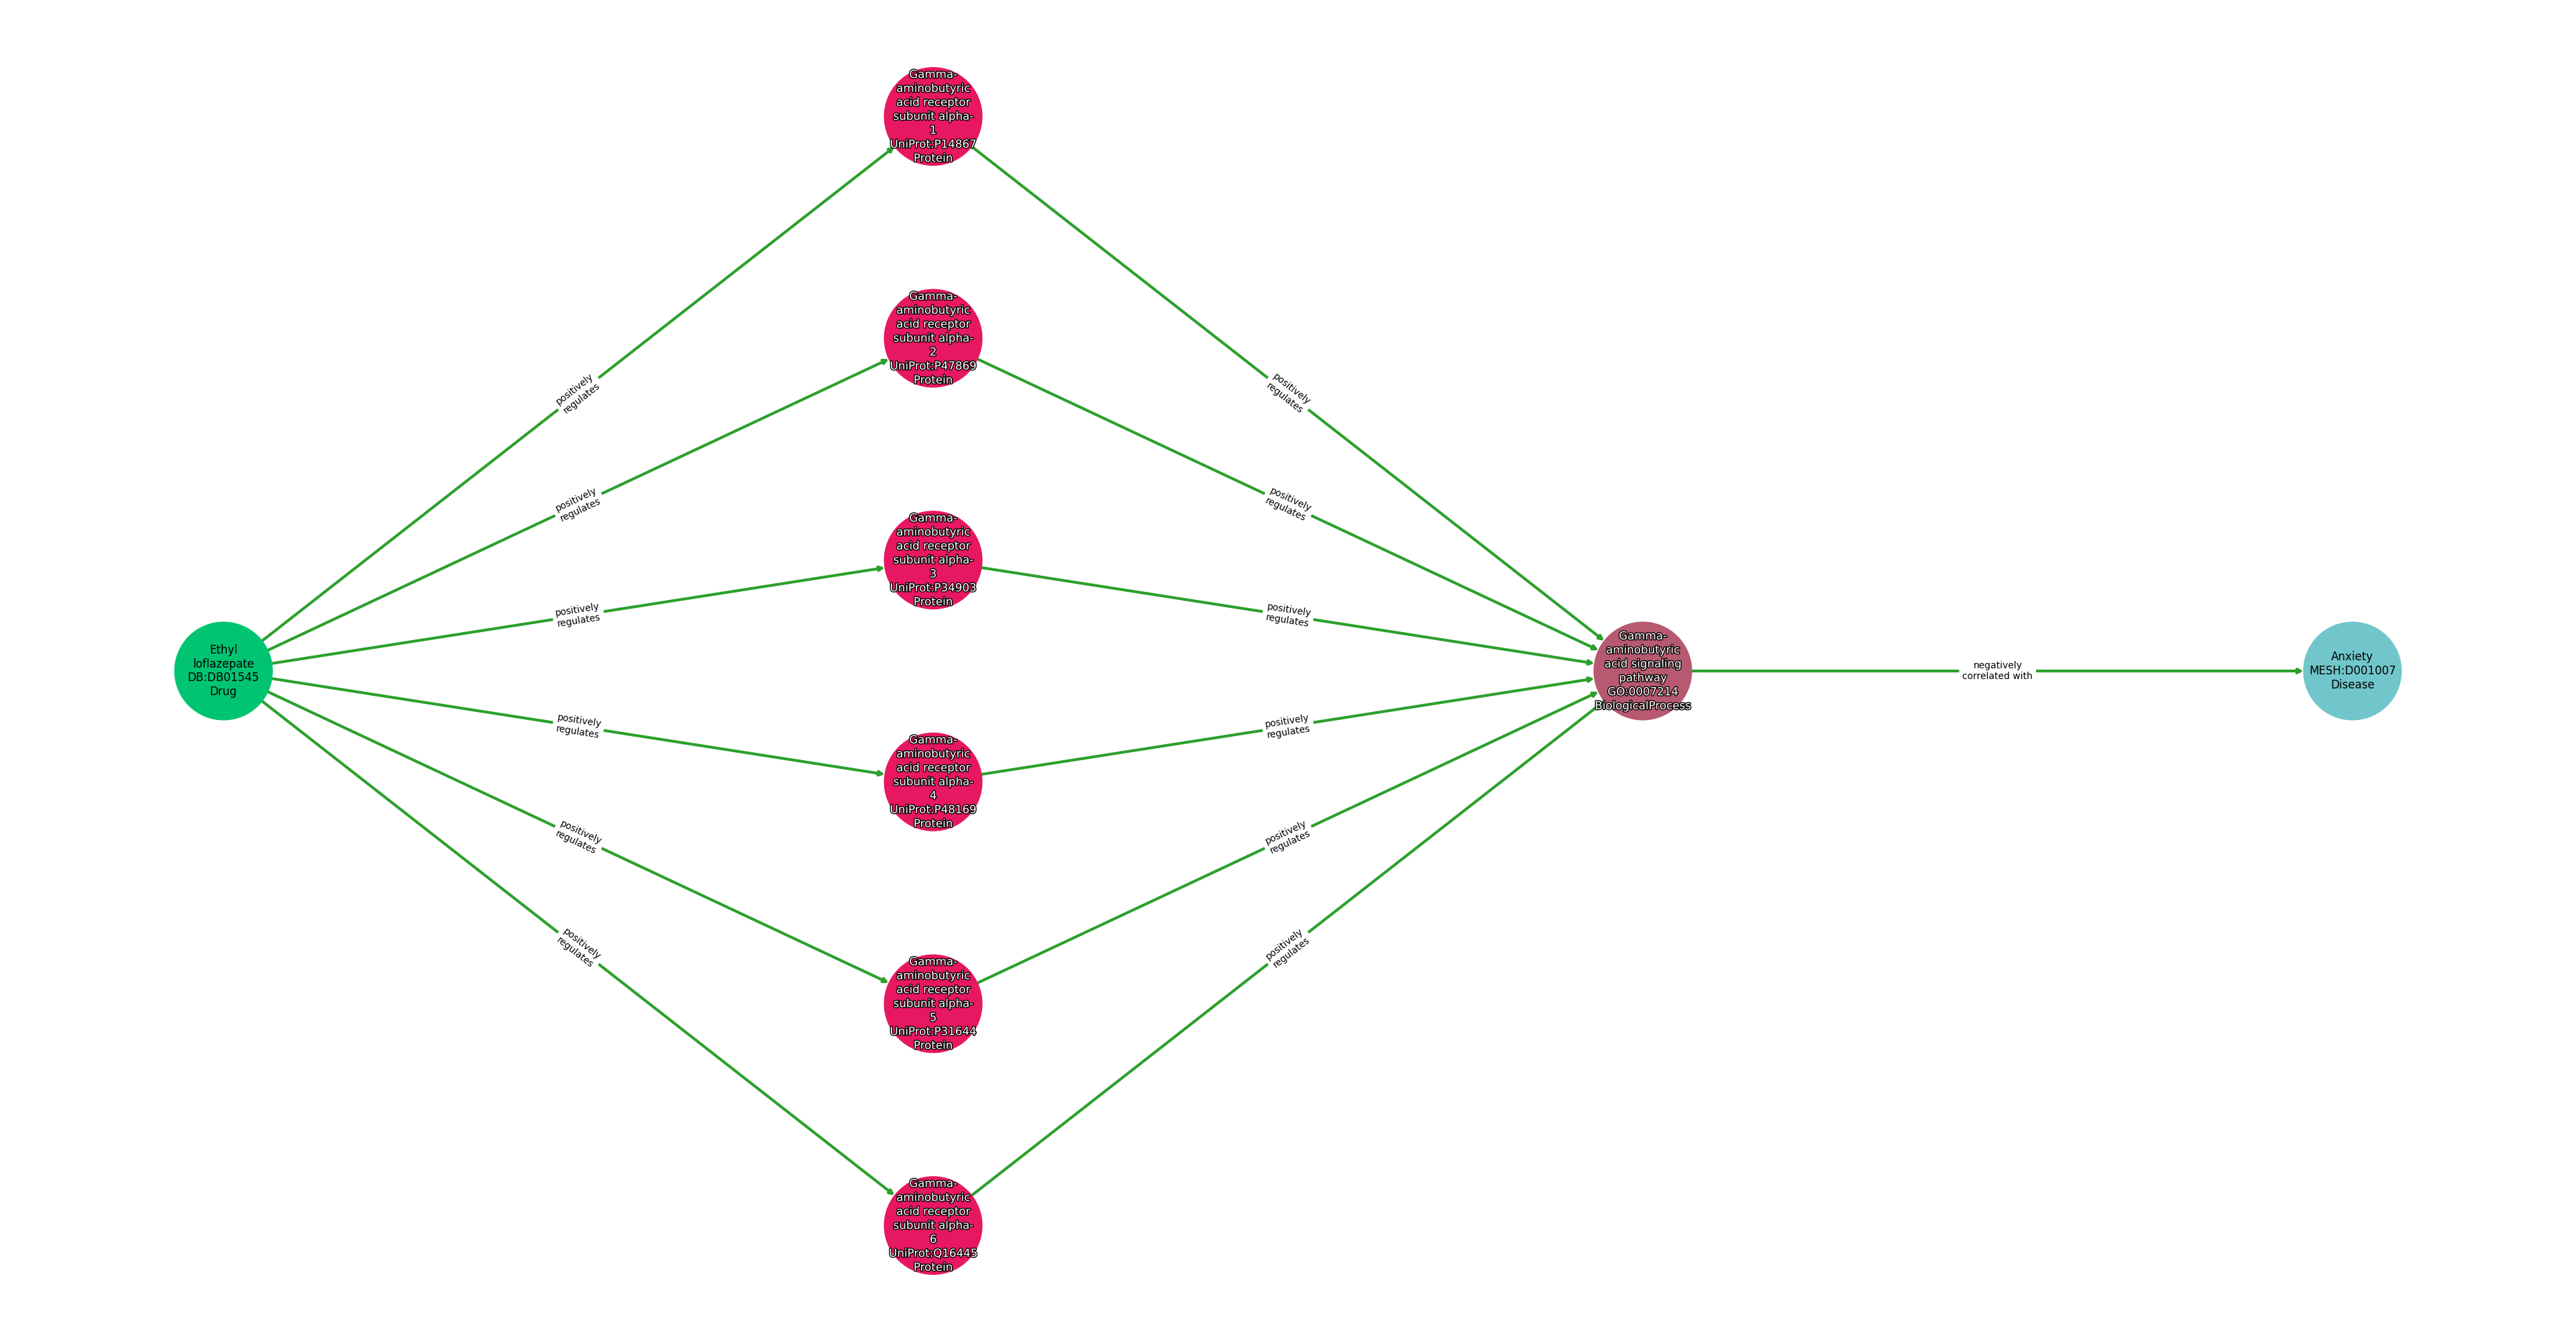 Gamma-
aminobutyric
acid receptor
subunit alpha-
1
UniProt:P14867
Protein
Gamma-
aminobutyric
acid receptor
subunit alpha-
2
UniProt:P47869
Protein
positively
regulates
positively
regulates
positively
regulates
positively
regulates
Gamma-
aminobutyric
acid receptor
subunit alpha-
3
UniProt:P34903
Protein
positively
regulates
positively
regulates
Ethyl
loflazepate
DB:DB01545
Drug
Gamma-
aminobutyric
acid signaling
pathway
GO:0007214
BiologicalProcess
negatively
correlated with
Anxiety
MESH:D001007
Disease
positively
regulates
positively
regulates
Gamma-
aminobutyric
acid receptor
subunit alpha-
4
UniProt:P48169
Protein
positively
regulates
positively
regulates
positively
regulates
positively
regulates
Gamma-
aminobutyric
acid receptor
subunit alpha-
5
UniProt:P31644
Protein
Gamma-
aminobutyric
acid receptor
subunit alpha-
6
UniProt:Q16445
Protein